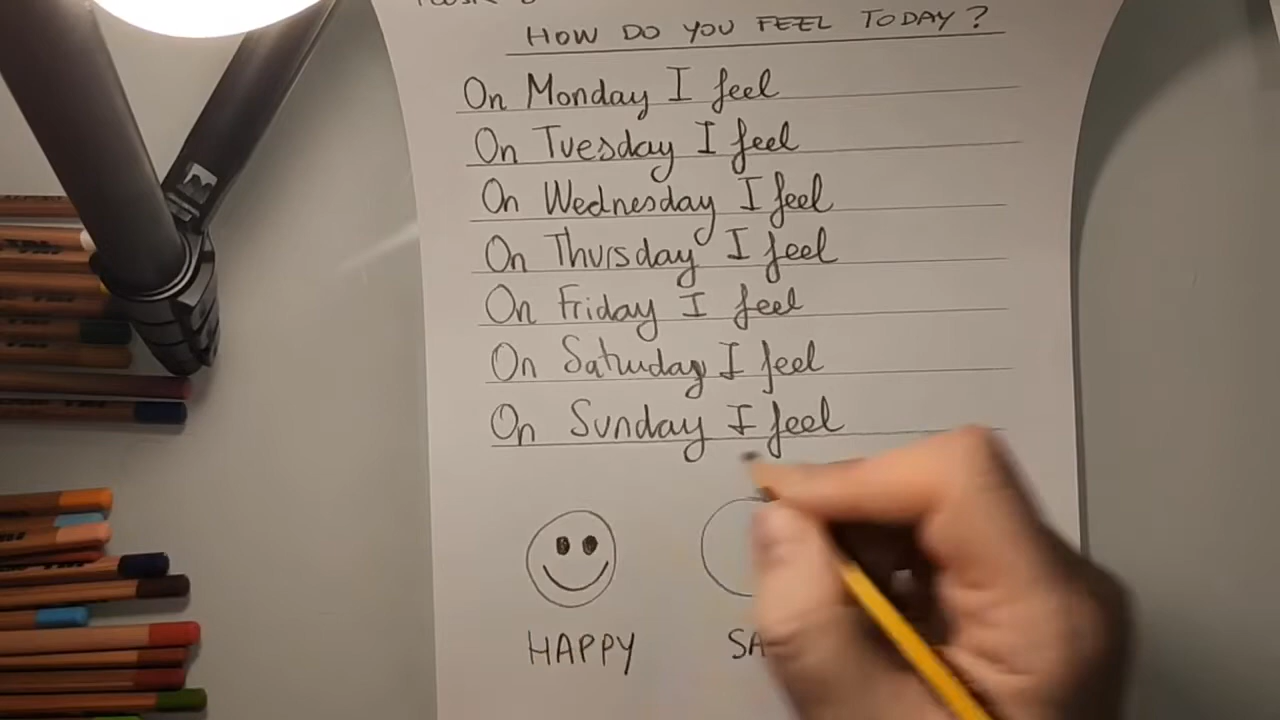 HOW DO YOU FEEL TODAY?
On Monday I feel
On Tuesday I feel
On Wednesday I feel
On Thursday I feel
On Friday I feel
On Saturday I feel
On Sunday I feel
HAPPY